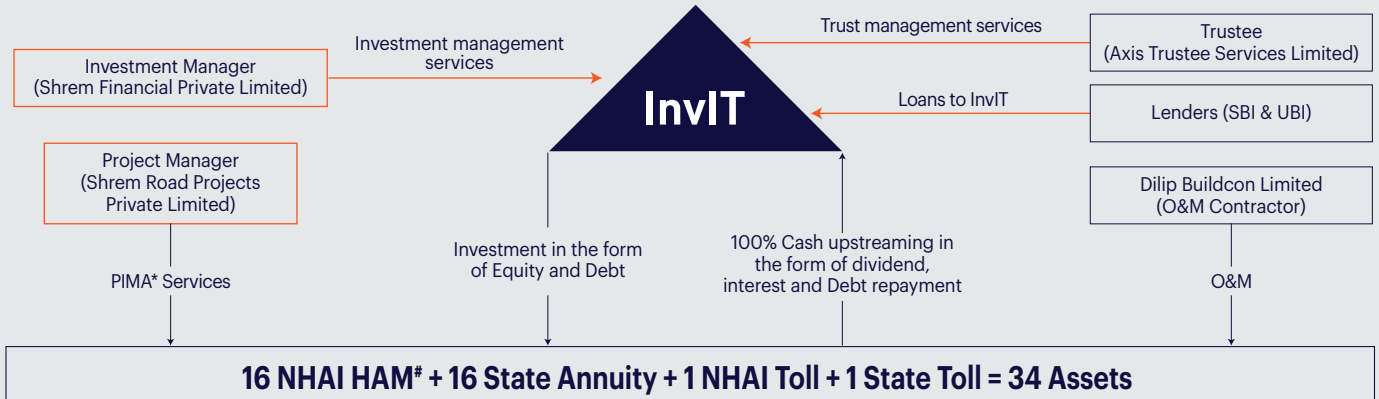 Investment Manager
(Shrem Financial Private Limited)
Investment management
services
InvIT
Trust management services
Trustee
(Axis Trustee Services Limited)
Loans to InvIT
Lenders (SBI & UBI)
Project Manager
(Shrem Road Projects
Private Limited)
Dilip Buildcon Limited
(O&M Contractor)
PIMA* Services
Investment in the form
of Equity and Debt
100% Cash upstreaming in
the form of dividend,
interest and Debt repayment
O&M
16 NHAI HAM# + 16 State Annuity + 1 NHAI Toll + 1 State Toll = 34 Assets